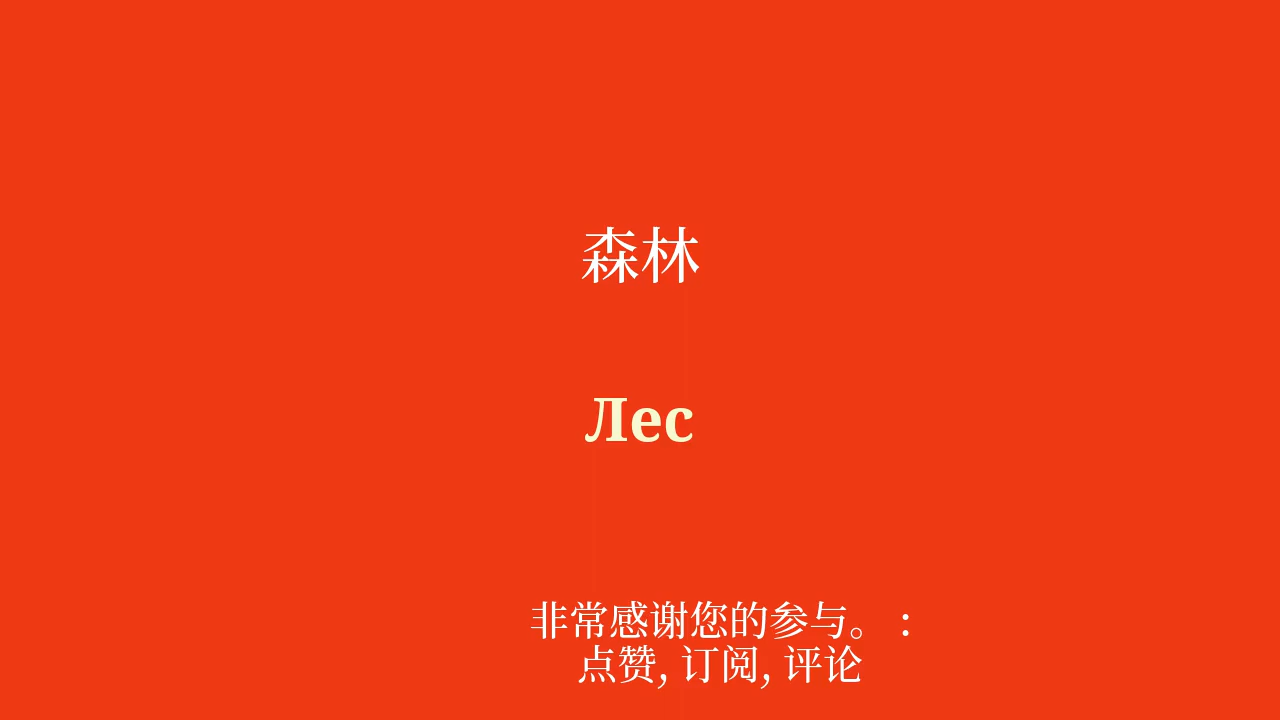 森林
Лес
非常感谢您的参与。 :
点赞, 订阅, 评论